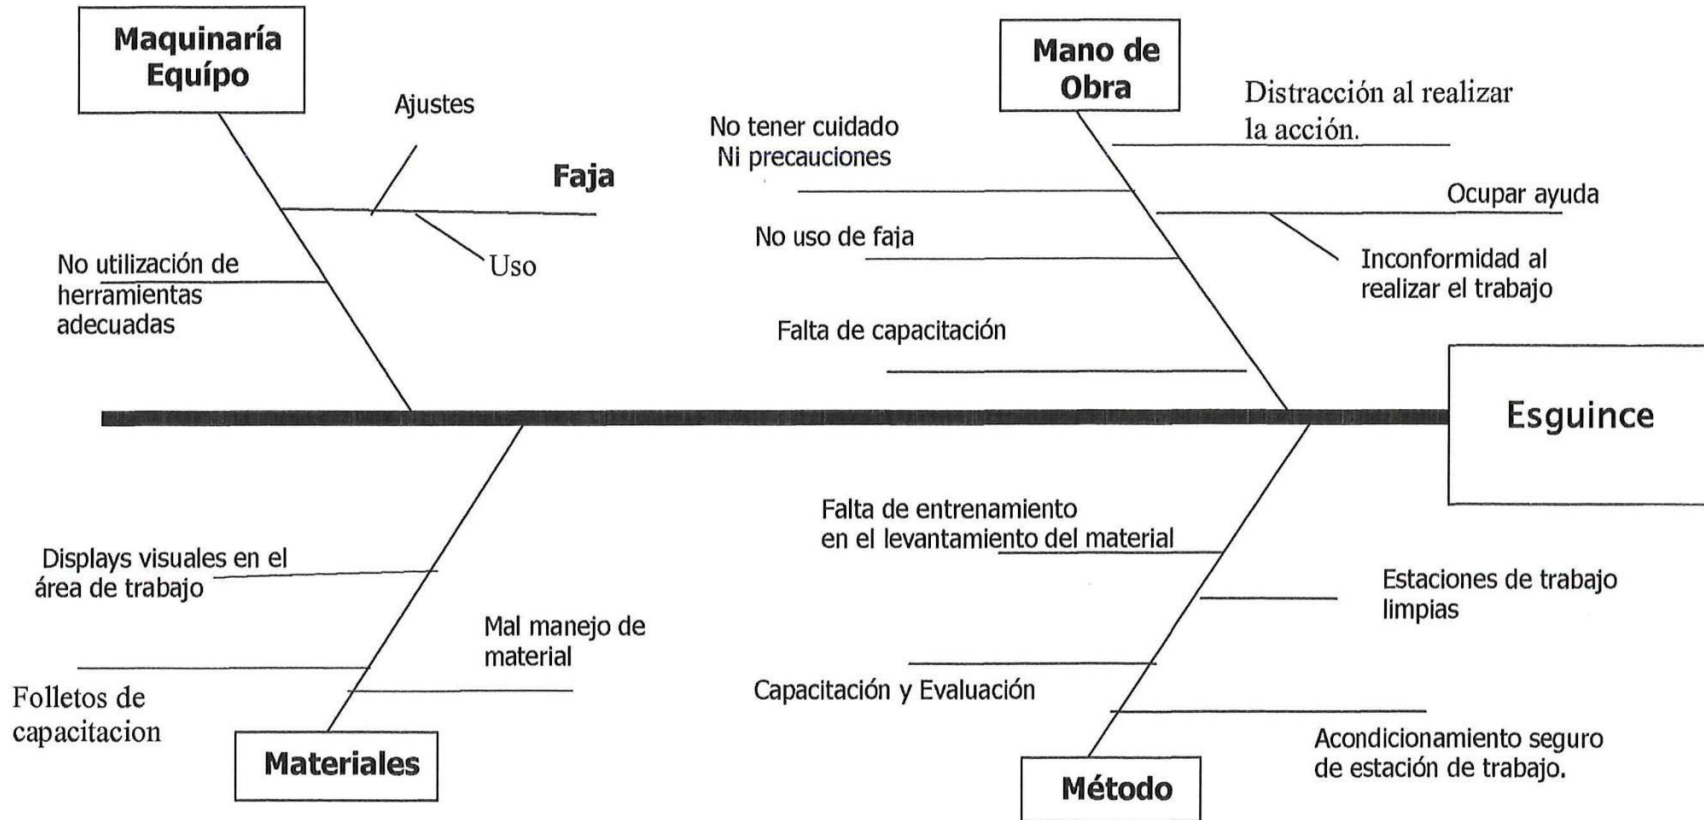 Maquinaría
Equípo
Ajustes
Faja
Uso
No utilización de
herramientas
adecuadas
Mano de
Obra
No tener cuidado
Ni precauciones
No uso de faja
Falta de capacitación
Distracción al realizar
la acción.
Ocupar ayuda
Inconformidad al
realizar el trabajo
Esguince
Displays visuales en el
área de trabajo
Mal manejo de
material
Folletos de
capacitacion
Materiales
Falta de entrenamiento
en el levantamiento del material
Estaciones de trabajo
limpias
Capacitación y Evaluación
Acondicionamiento seguro
de estación de trabajo.
Método